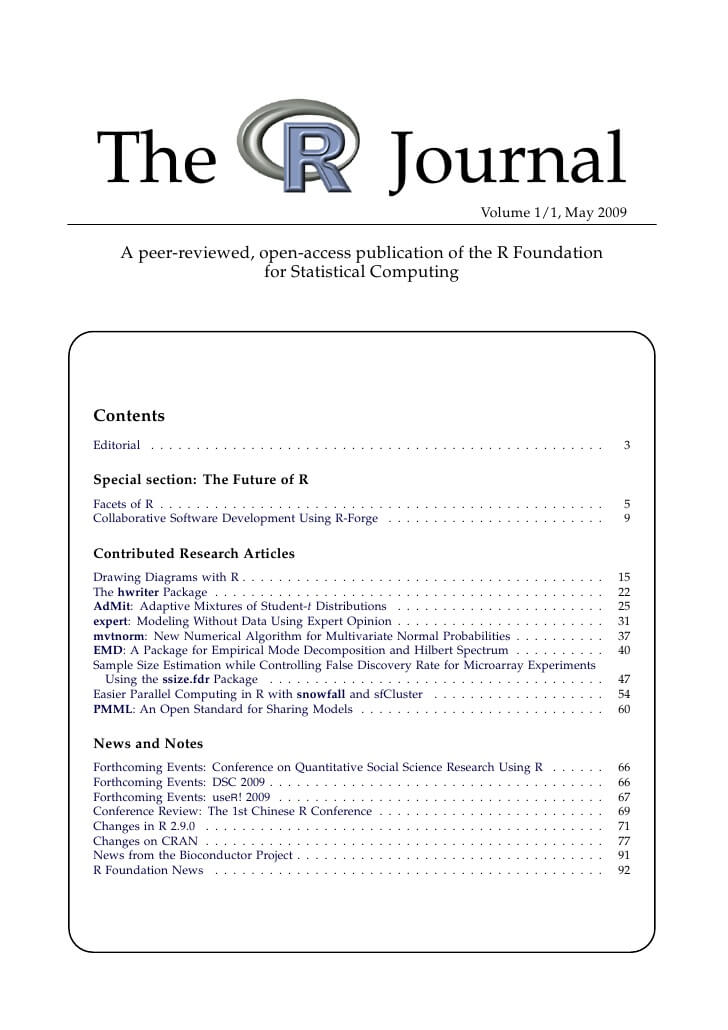 The R Journal
Volume 1/1, May 2009
A peer-reviewed, open-access publication of the R Foundation
for Statistical Computing
Contents
Editorial . . . . . . . . . . . . . . . . . . . . . . . . . . . . . . . . . . . . . . . . . . . . . . . . . . 3
Special section: The Future of R
Facets of R . . . . . . . . . . . . . . . . . . . . . . . . . . . . . . . . . . . . . . . . . . . . . . . . . 5
Collaborative Software Development Using R-Forge . . . . . . . . . . . . . . . . . . . . . . . . 9
Contributed Research Articles
Drawing Diagrams with R . . . . . . . . . . . . . . . . . . . . . . . . . . . . . . . . . . . . . . . . 15
The hwriter Package . . . . . . . . . . . . . . . . . . . . . . . . . . . . . . . . . . . . . . . . . . . 22
AdMit: Adaptive Mixtures of Student-t Distributions . . . . . . . . . . . . . . . . . . . . . . . 25
expert: Modeling Without Data Using Expert Opinion . . . . . . . . . . . . . . . . . . . . . . . 31
mvtnorm: New Numerical Algorithm for Multivariate Normal Probabilities . . . . . . . . . . 37
EMD: A Package for Empirical Mode Decomposition and Hilbert Spectrum . . . . . . . . . . 40
Sample Size Estimation while Controlling False Discovery Rate for Microarray Experiments
Using the ssize.fdr Package . . . . . . . . . . . . . . . . . . . . . . . . . . . . . . . . . . . . . 47
Easier Parallel Computing in R with snowfall and sfCluster . . . . . . . . . . . . . . . . . . . 54
PMML: An Open Standard for Sharing Models . . . . . . . . . . . . . . . . . . . . . . . . . . . 60
News and Notes
Forthcoming Events: Conference on Quantitative Social Science Research Using R . . . . . . 66
Forthcoming Events: DSC 2009 . . . . . . . . . . . . . . . . . . . . . . . . . . . . . . . . . . . . . 66
Forthcoming Events: useR! 2009 . . . . . . . . . . . . . . . . . . . . . . . . . . . . . . . . . . . . 67
Conference Review: The 1st Chinese R Conference . . . . . . . . . . . . . . . . . . . . . . . . . 69
Changes in R 2.9.0 . . . . . . . . . . . . . . . . . . . . . . . . . . . . . . . . . . . . . . . . . . . . 71
Changes on CRAN . . . . . . . . . . . . . . . . . . . . . . . . . . . . . . . . . . . . . . . . . . . . 77
News from the Bioconductor Project . . . . . . . . . . . . . . . . . . . . . . . . . . . . . . . . . . 91
R Foundation News . . . . . . . . . . . . . . . . . . . . . . . . . . . . . . . . . . . . . . . . . . . 92